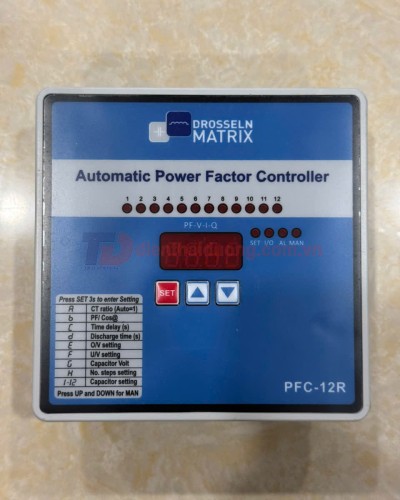 DROSSELN
MATRIX
Automatic Power Factor Controller
1 2 3 4 5 6 7 8 9 10 11 12
PF-V-I-Q
SET I/O AL MAN
SET
Press SET 3s to enter Setting
A CT ratio (Auto=1)
b PF/ Cos@
C Time delay (s)
d Discharge time (s)
E O/V setting
F U/V setting
G Capacitor Volt
H No. steps setting
1-12 Capacitor setting
Press UP and DOWN for MAN
PFC-12R